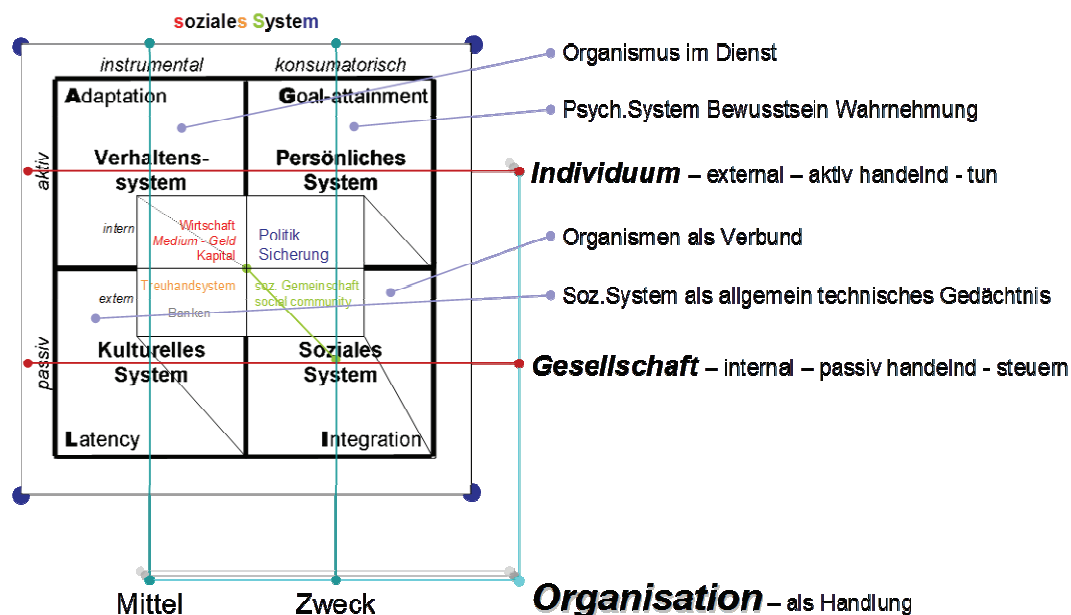 soziales System
instrumental
konsumatorisch
Organismus im Dienst
Adaptation
Goal-attainment
Psych.System Bewusstsein Wahrnehmung
aktiv
Verhaltens-
system
Persönliches
System
Individuum – external – aktiv handelnd - tun
intern
Wirtschaft
Medium - Geld
Kapital
Politik
Sicherung
Organismen als Verbund
extern
Treuhandsystem
Banken
soz. Gemeinschaft
social community
Soz.System als allgemein technisches Gedächtnis
passiv
Kulturelles
System
Soziales
System
Gesellschaft – internal – passiv handelnd - steuern
Latency
Integration
Mittel
Zweck
Organisation – als Handlung